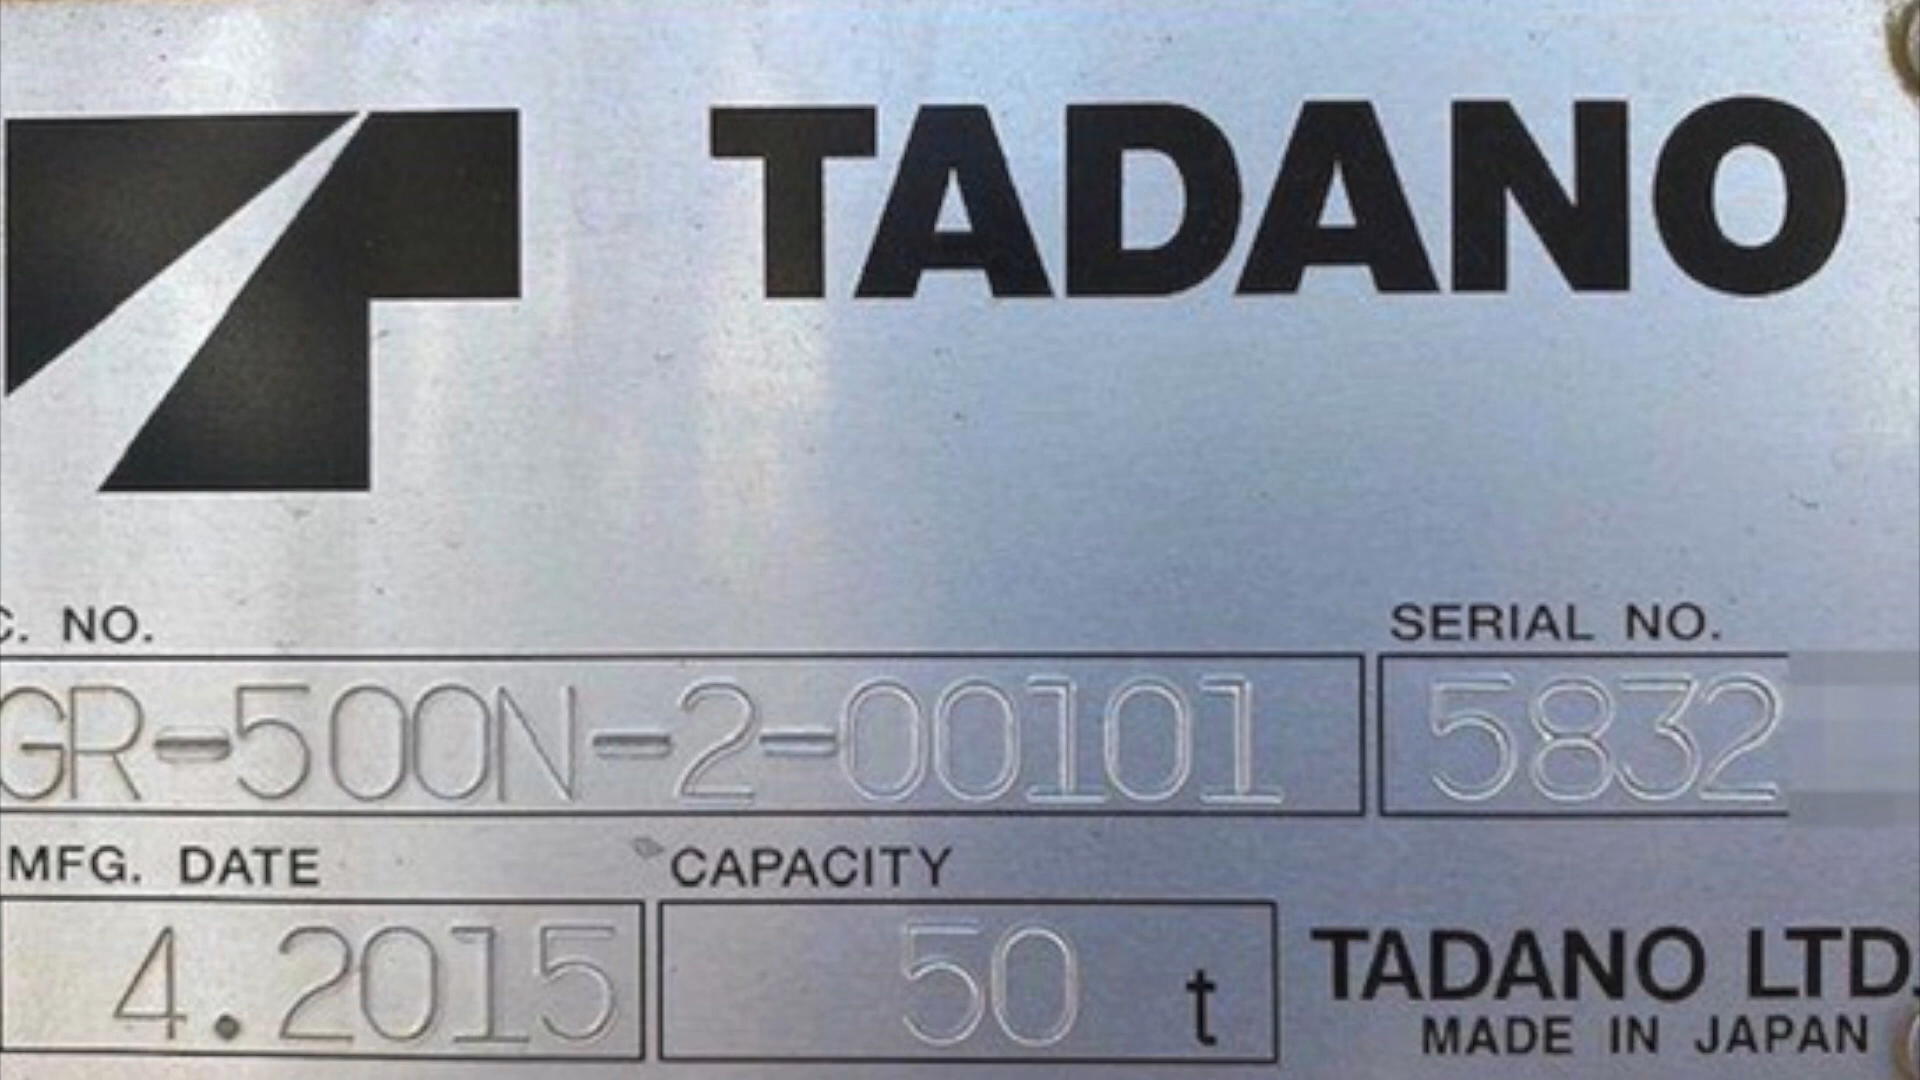 TADANO
C. NO.
SERIAL NO.
GR-500N-2-00101
5832
MFG. DATE
CAPACITY
4.2015
50 t
TADANO LTD.
MADE IN JAPAN